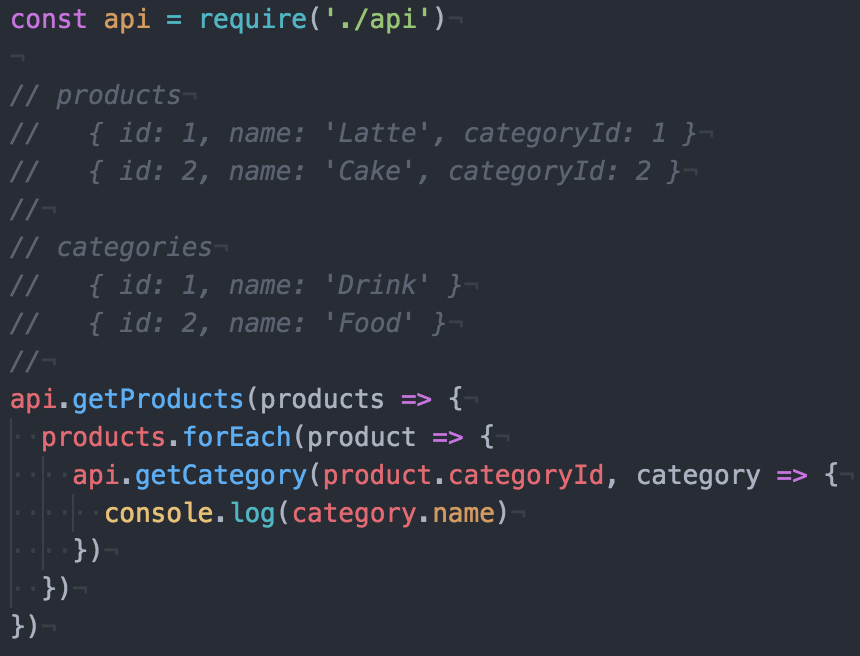 const api = require('./api')

// products
//   { id: 1, name: 'Latte', categoryId: 1 }
//   { id: 2, name: 'Cake', categoryId: 2 }
//
// categories
//   { id: 1, name: 'Drink' }
//   { id: 2, name: 'Food' }
//
api.getProducts(products => {
  products.forEach(product => {
    api.getCategory(product.categoryId, category => {
      console.log(category.name)
    })
  })
})